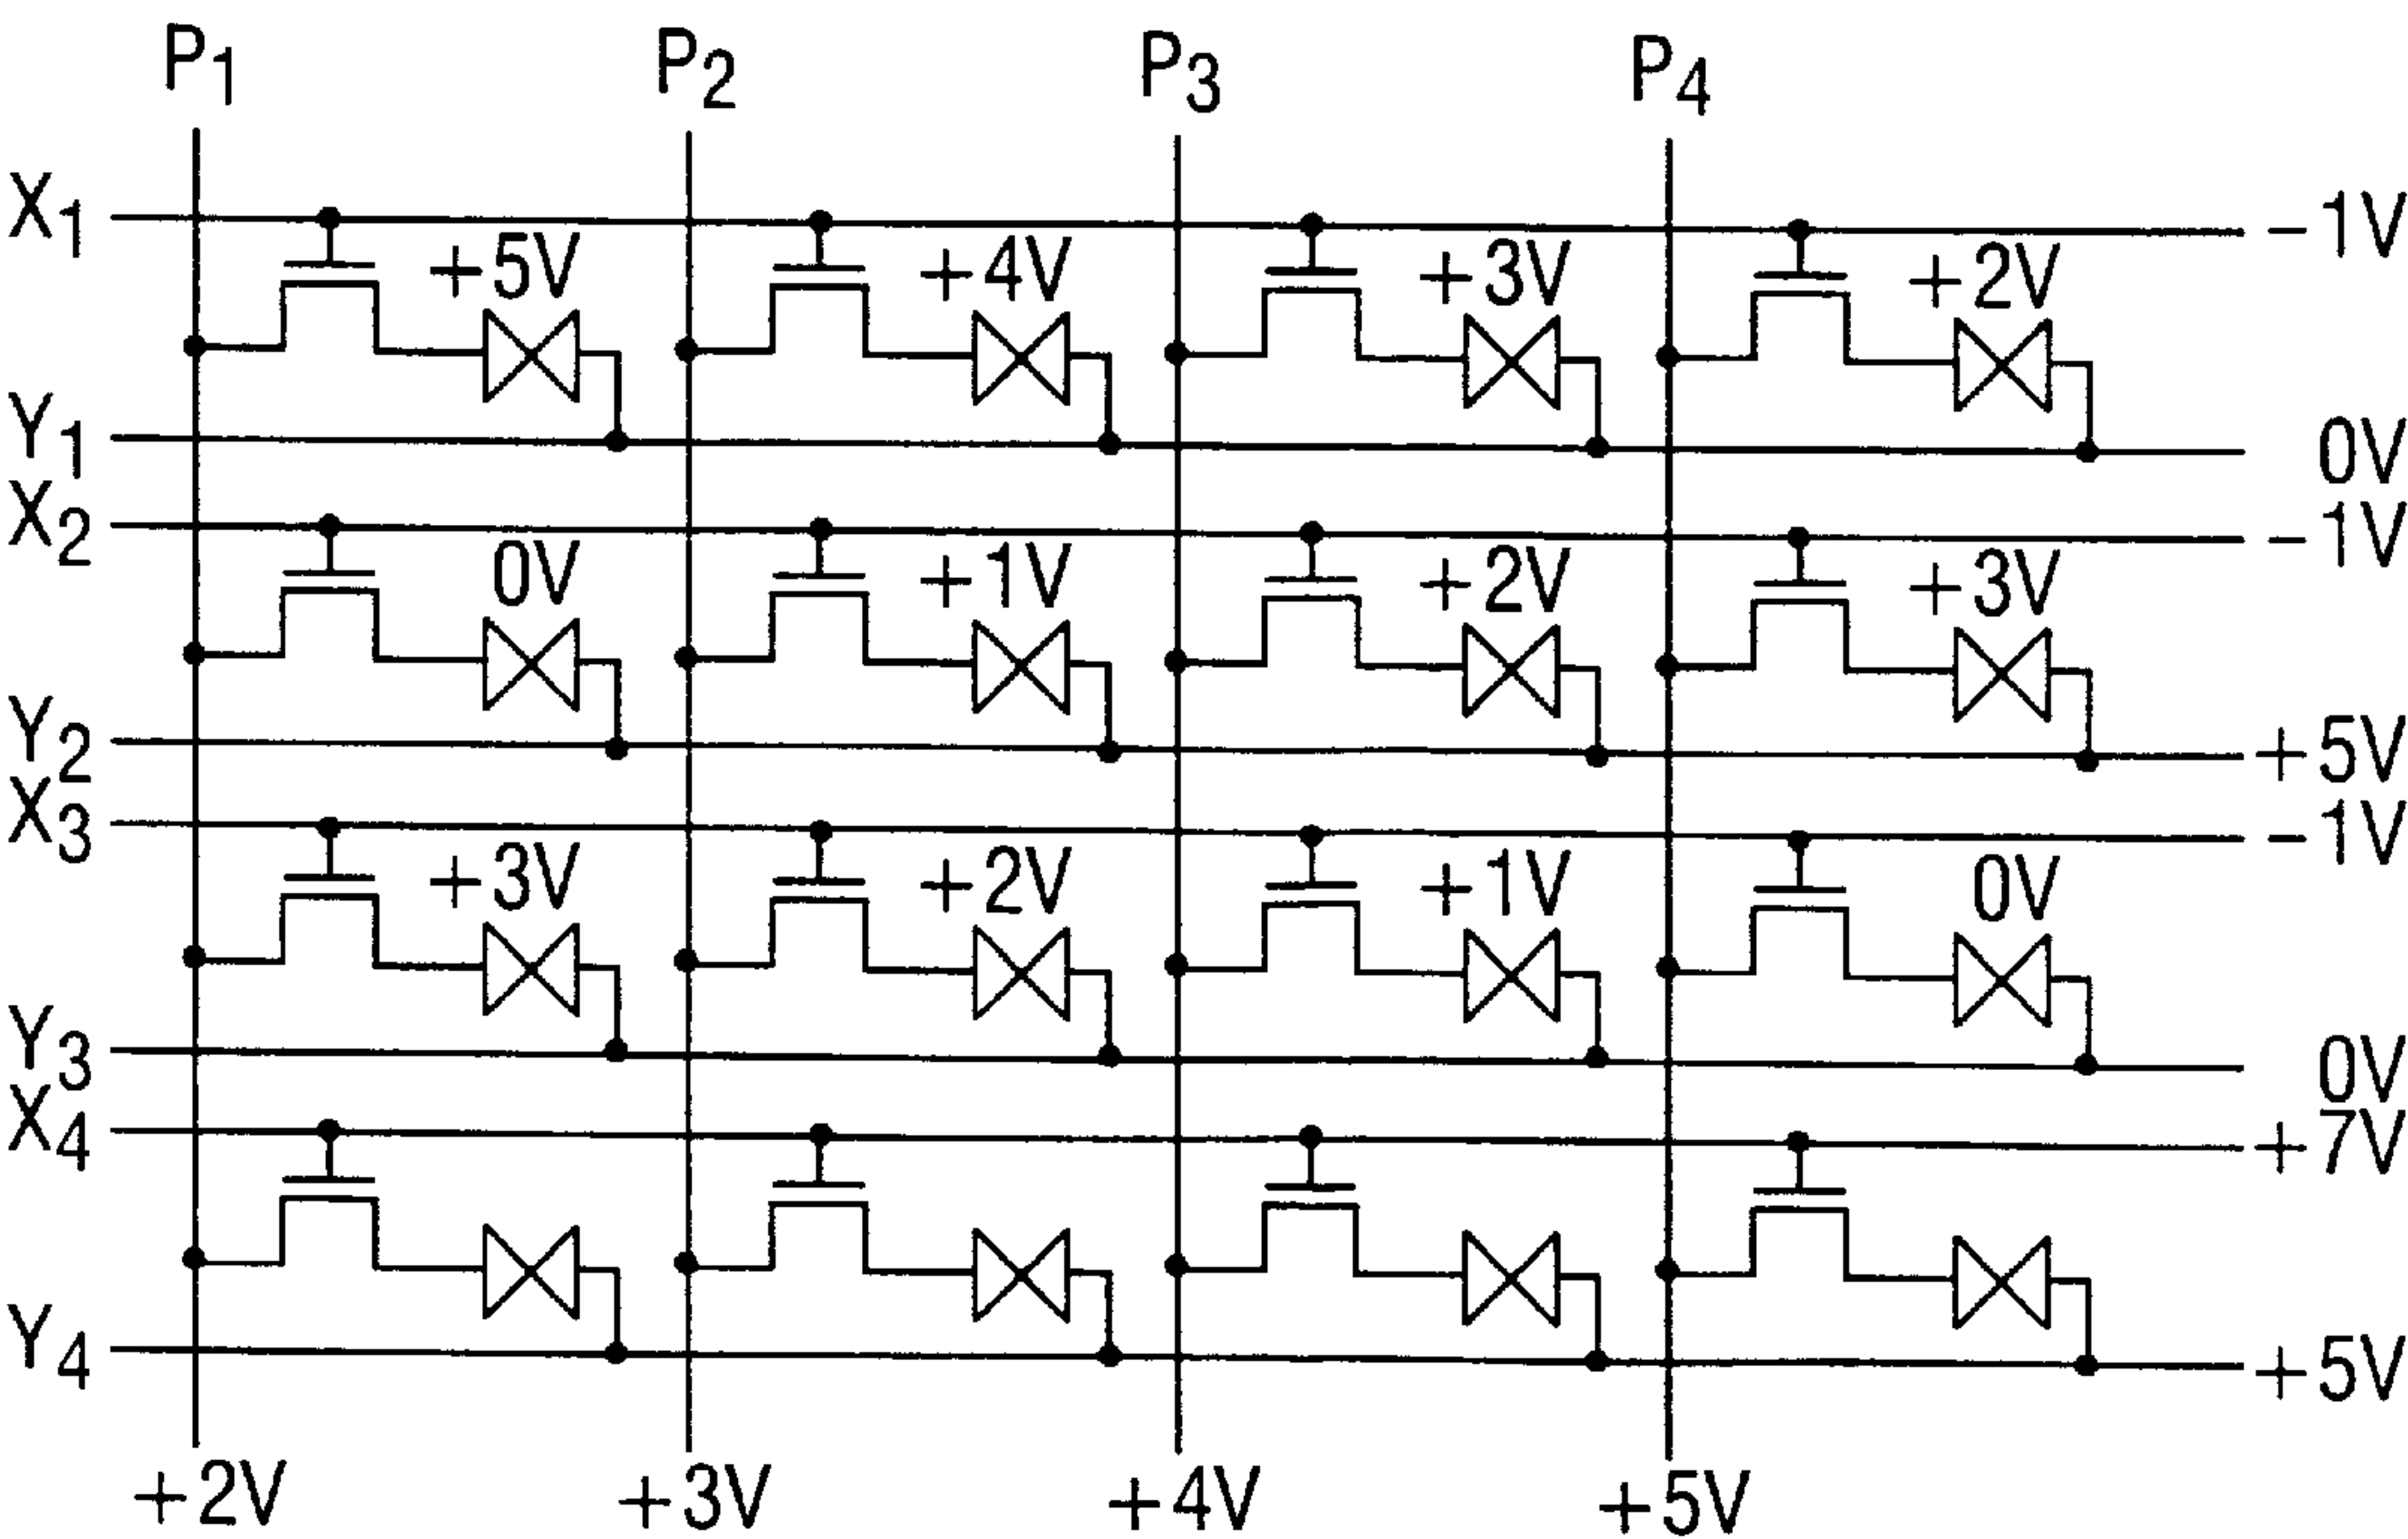 P1 P2 P3 P4
X1 -1V
+5V +4V +3V +2V
Y1 0V
X2 -1V
0V +1V +2V +3V
Y2 +5V
X3 -1V
+3V +2V +1V 0V
Y3 0V
X4 +7V
Y4 +5V
+2V +3V +4V +5V